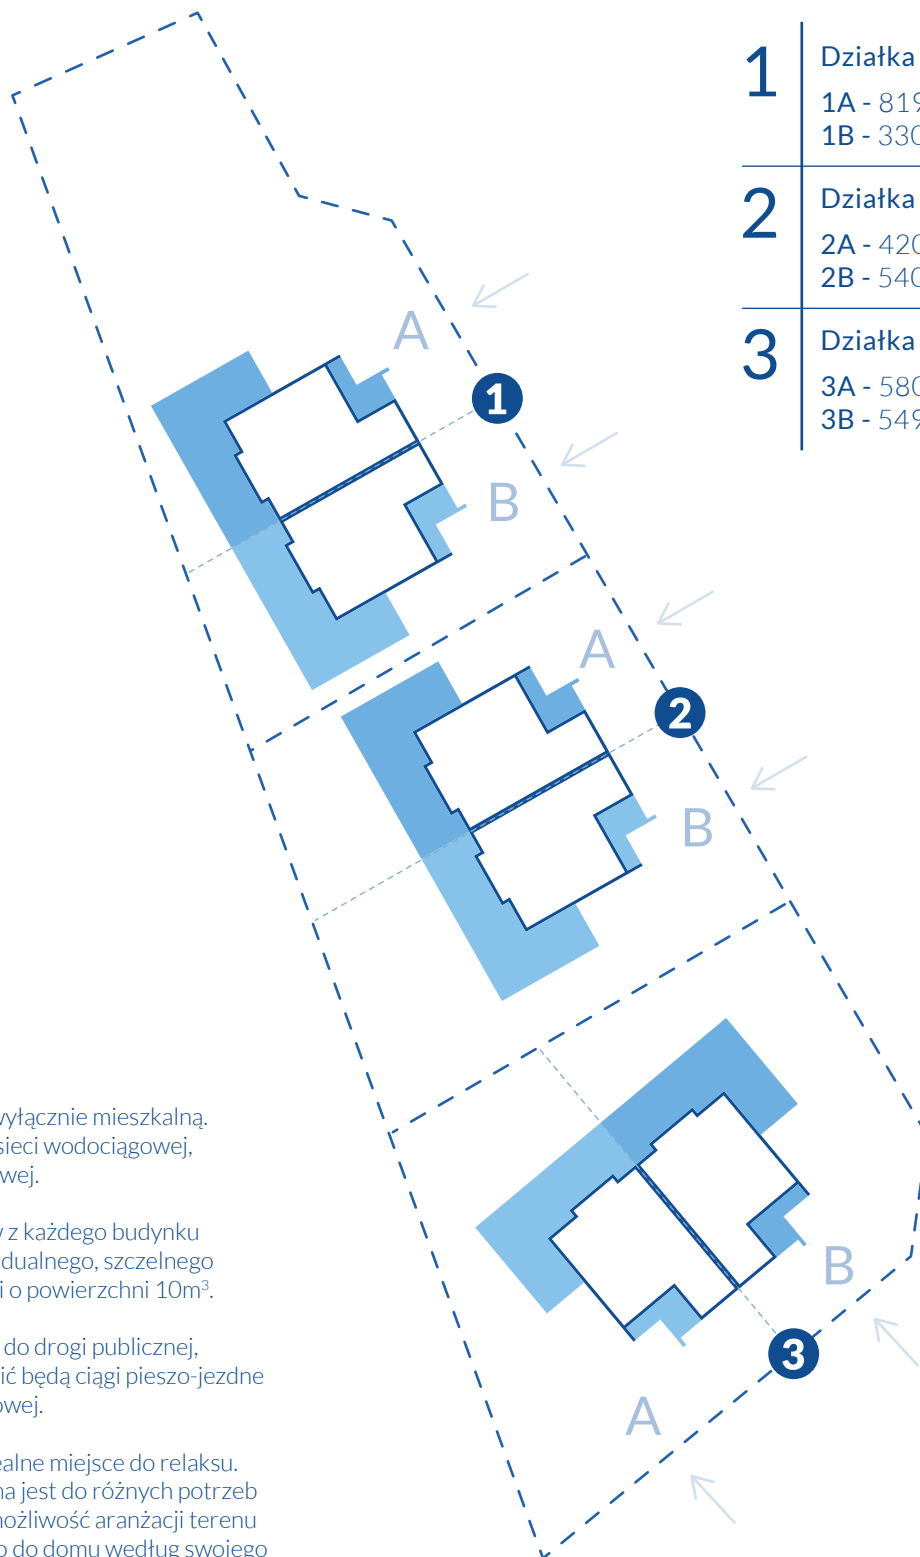 1
Działka
1A - 819
1B - 330
2
Działka
2A - 420
2B - 540
3
Działka
3A - 580
3B - 549
A
1
B
A
2
B
B
3
A
wyłącznie mieszkalną.
sieci wodociągowej,
wej.
z każdego budynku
dualnego, szczelnego
i o powierzchni 10m³.
do drogi publicznej,
ić będą ciągi pieszo-jezdne
owej.
ealne miejsce do relaksu.
na jest do różnych potrzeb
możliwość aranżacji terenu
o do domu według swojego